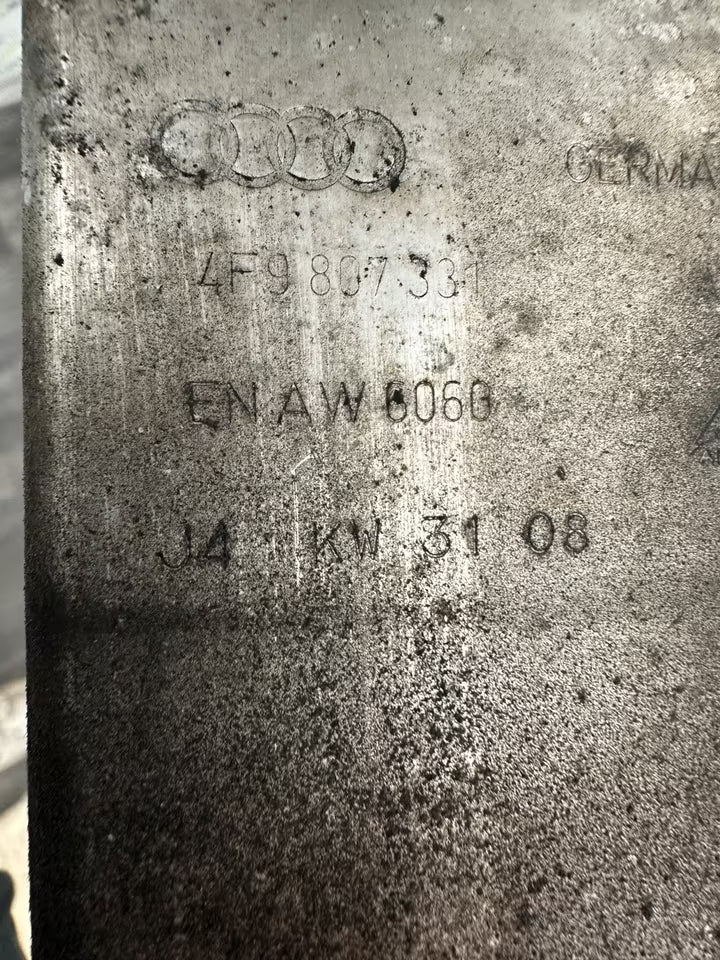 GERMA
4F9 807 331
EN AW 6060
J4 KW 31 08